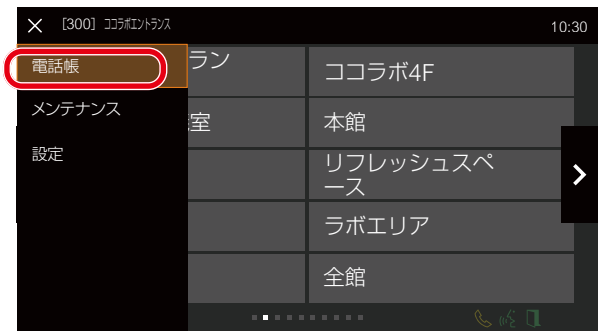 × [300] ココラボエントランス 10:30
電話帳
メンテナンス
設定
ラン
室
ココラボ4F
本館
リフレッシュスペ
ース
ラボエリア
全館